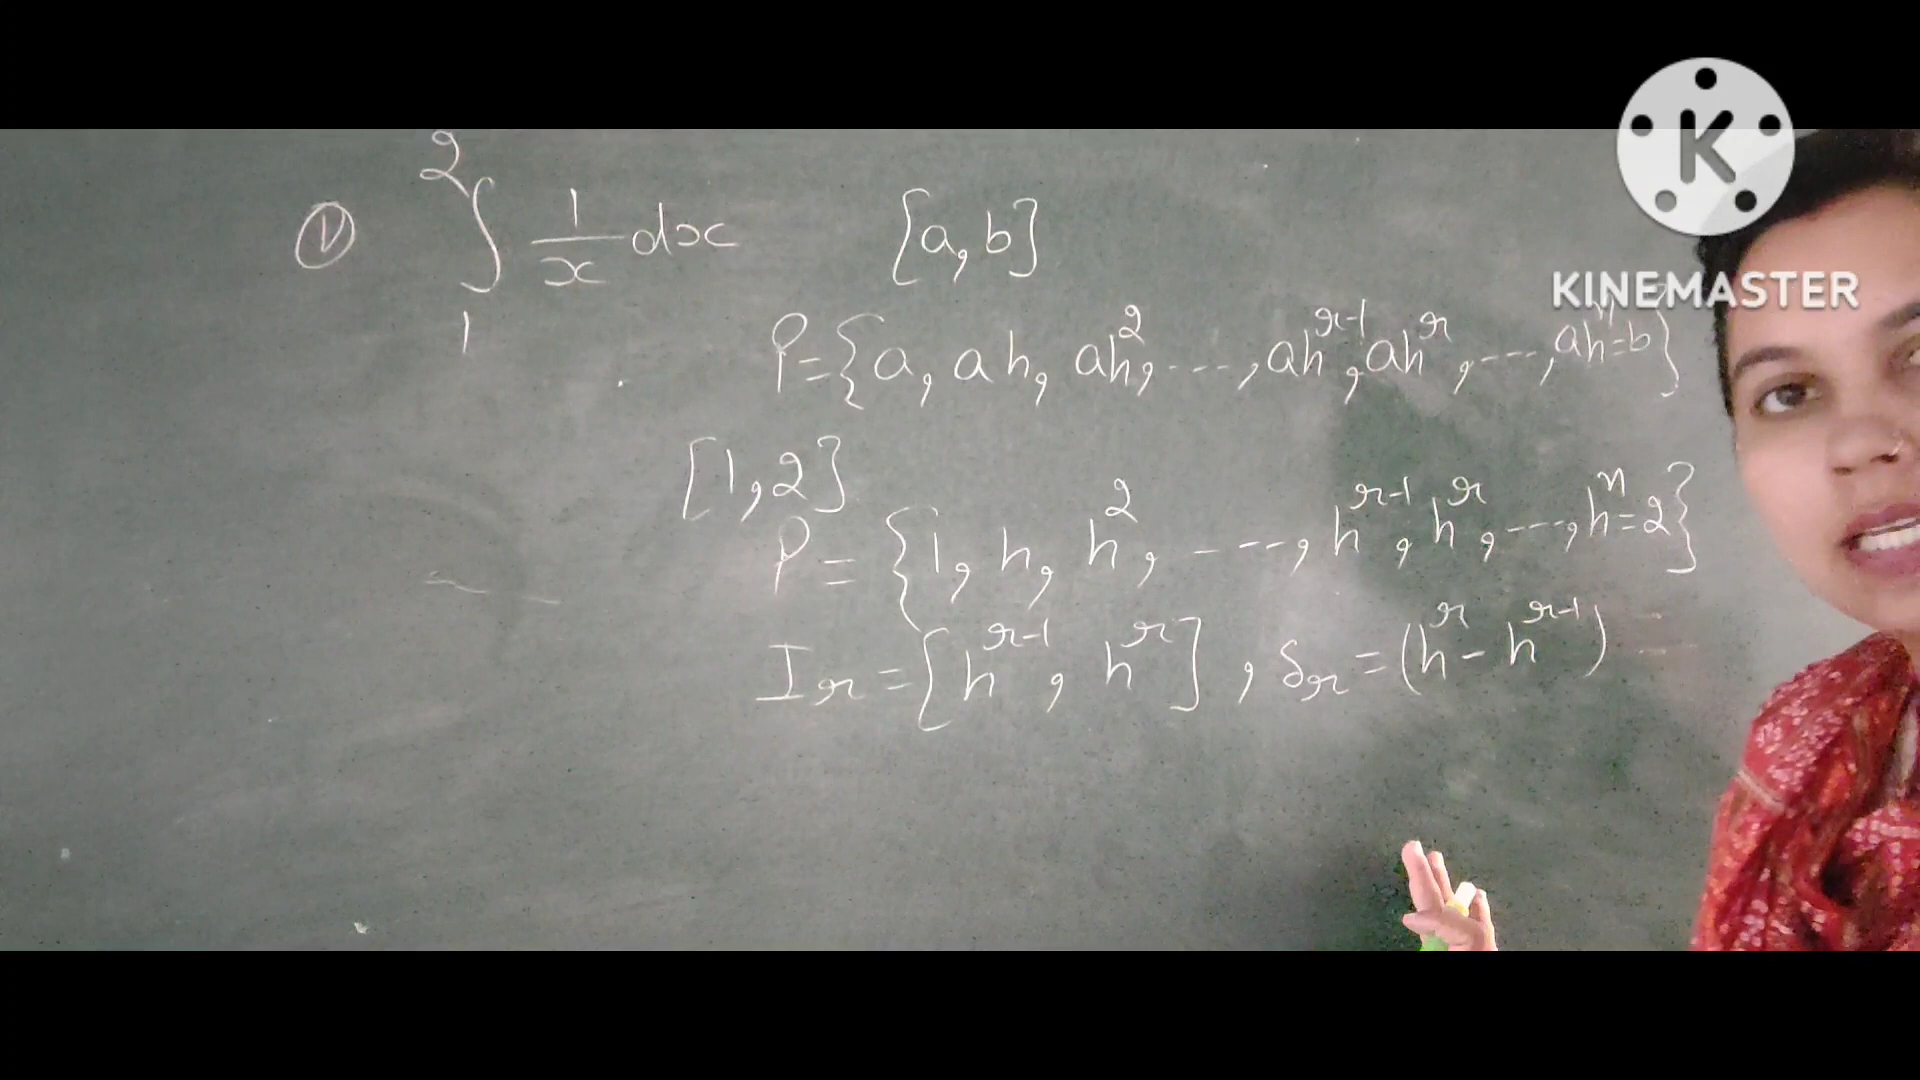 ① ∫₁² 1/x dx [a, b]
P={a, ah, ah², ---, ahʳ⁻¹, ahʳ, ---, ahⁿ=b}
[1, 2]
P = {1, h, h², ----, hʳ⁻¹, hʳ, ---, hⁿ=2}
Iᵣ = [hʳ⁻¹, hʳ], δᵣ = (hʳ - hʳ⁻¹)
K
KINEMASTER